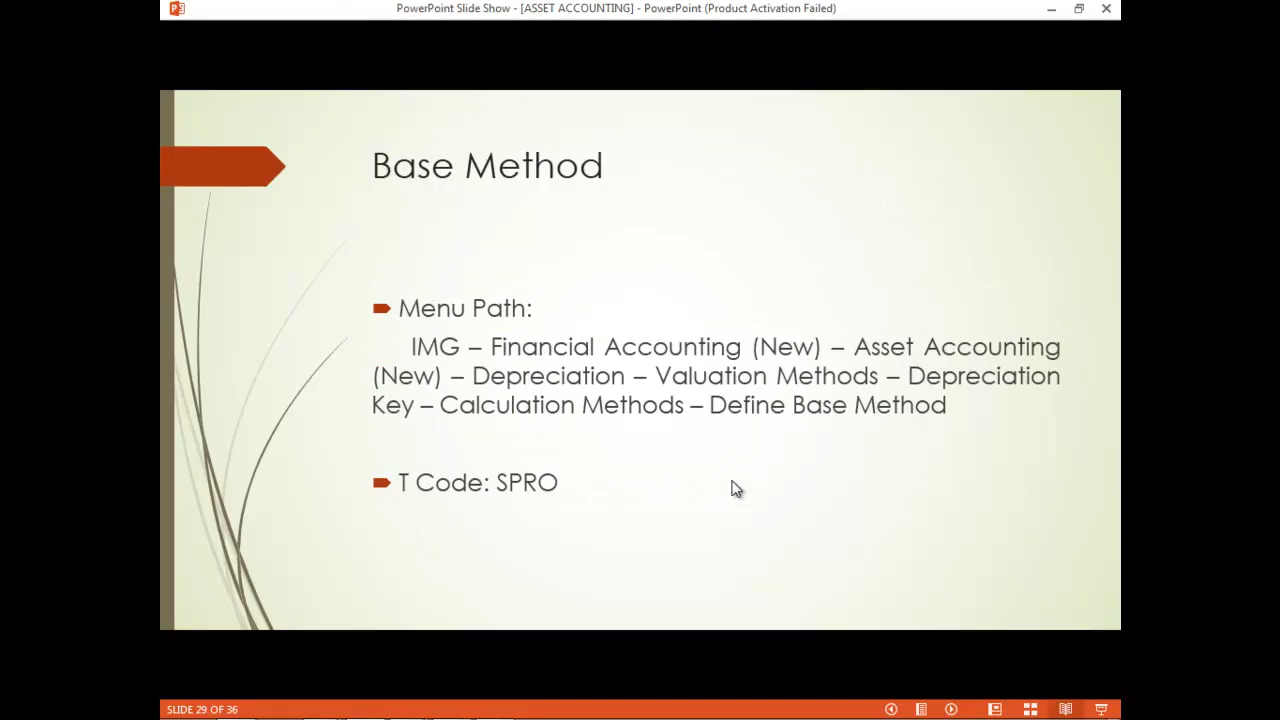 PowerPoint Slide Show - [ASSET ACCOUNTING] - PowerPoint (Product Activation Failed)
Base Method
Menu Path:
IMG – Financial Accounting (New) – Asset Accounting
(New) – Depreciation – Valuation Methods – Depreciation
Key – Calculation Methods – Define Base Method
T Code: SPRO
SLIDE 29 OF 36